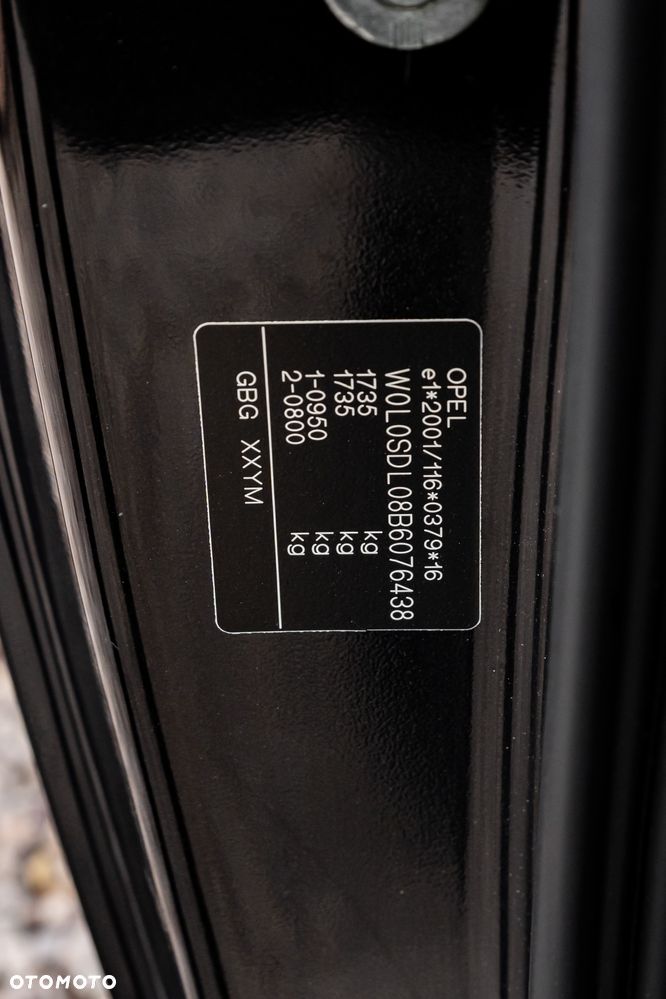 OPEL
e1*2001/116*0379*16
W0L0SDL08B6076438
1735 kg
1735 kg
1-0950 kg
2-0800 kg
GBG XXYM
OTOMOTO